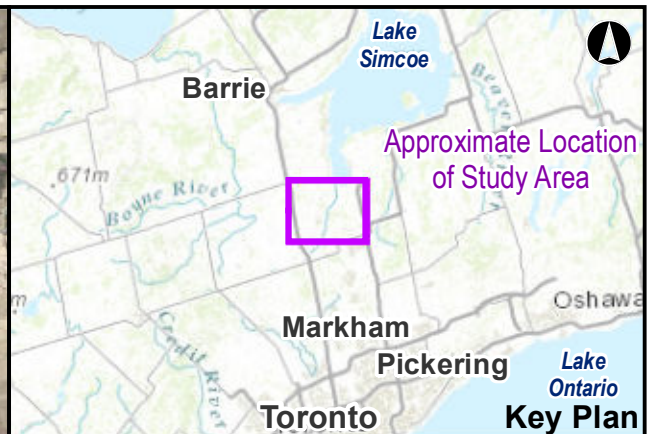 Lake
Simcoe
Barrie
Beaver
Approximate Location
of Study Area
671m
Boyne River
m
Oshawa
Markham
Credit River
Pickering
Lake
Ontario
Toronto
Key Plan